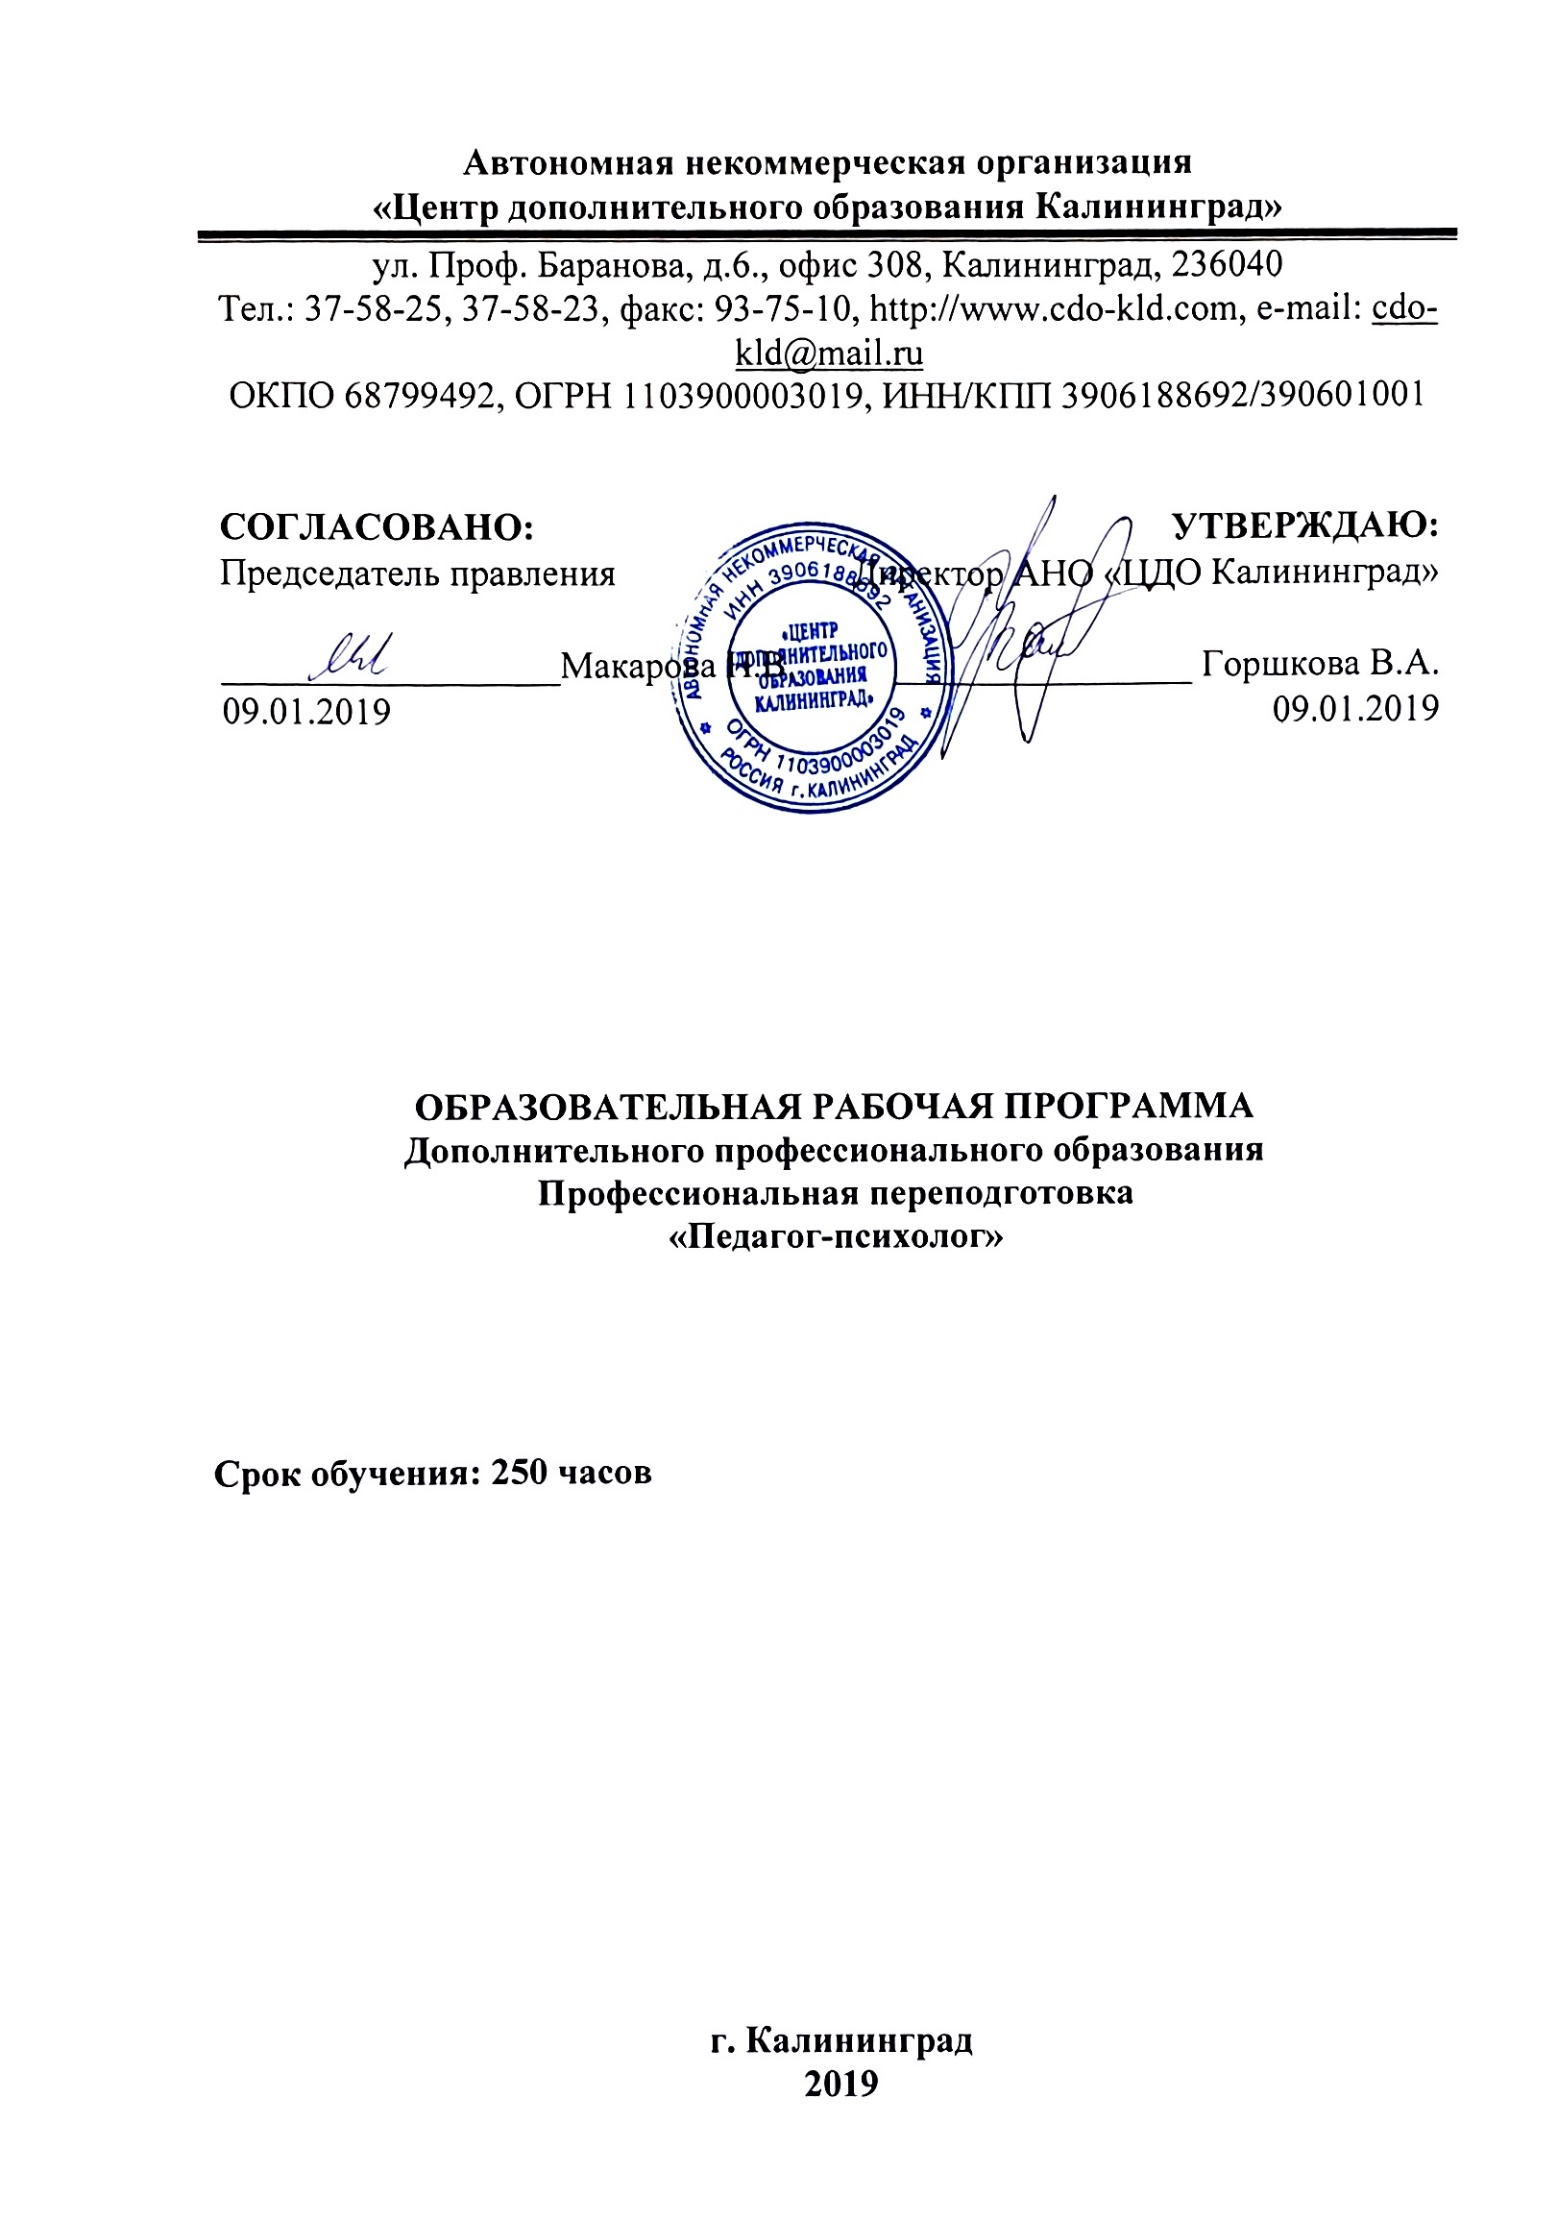 Автономная некоммерческая организация
«Центр дополнительного образования Калининград»
ул. Проф. Баранова, д.6., офис 308, Калининград, 236040
Тел.: 37-58-25, 37-58-23, факс: 93-75-10, http://www.cdo-kld.com, e-mail: cdo-
kld@mail.ru
ОКПО 68799492, ОГРН 1103900003019, ИНН/КПП 3906188692/390601001
СОГЛАСОВАНО:
Председатель правления
Макарова Н.В.
09.01.2019
УТВЕРЖДАЮ:
Директор АНО «ЦДО Калининград»
Горшкова В.А.
09.01.2019
АВТОНОМНАЯ НЕКОММЕРЧЕСКАЯ ОРГАНИЗАЦИЯ
ИНН 3906188692
«ЦЕНТР
ДОПОЛНИТЕЛЬНОГО
ОБРАЗОВАНИЯ
КАЛИНИНГРАД»
ОГРН 1103900003019
РОССИЯ г. КАЛИНИНГРАД
ОБРАЗОВАТЕЛЬНАЯ РАБОЧАЯ ПРОГРАММА
Дополнительного профессионального образования
Профессиональная переподготовка
«Педагог-психолог»
Срок обучения: 250 часов
г. Калининград
2019